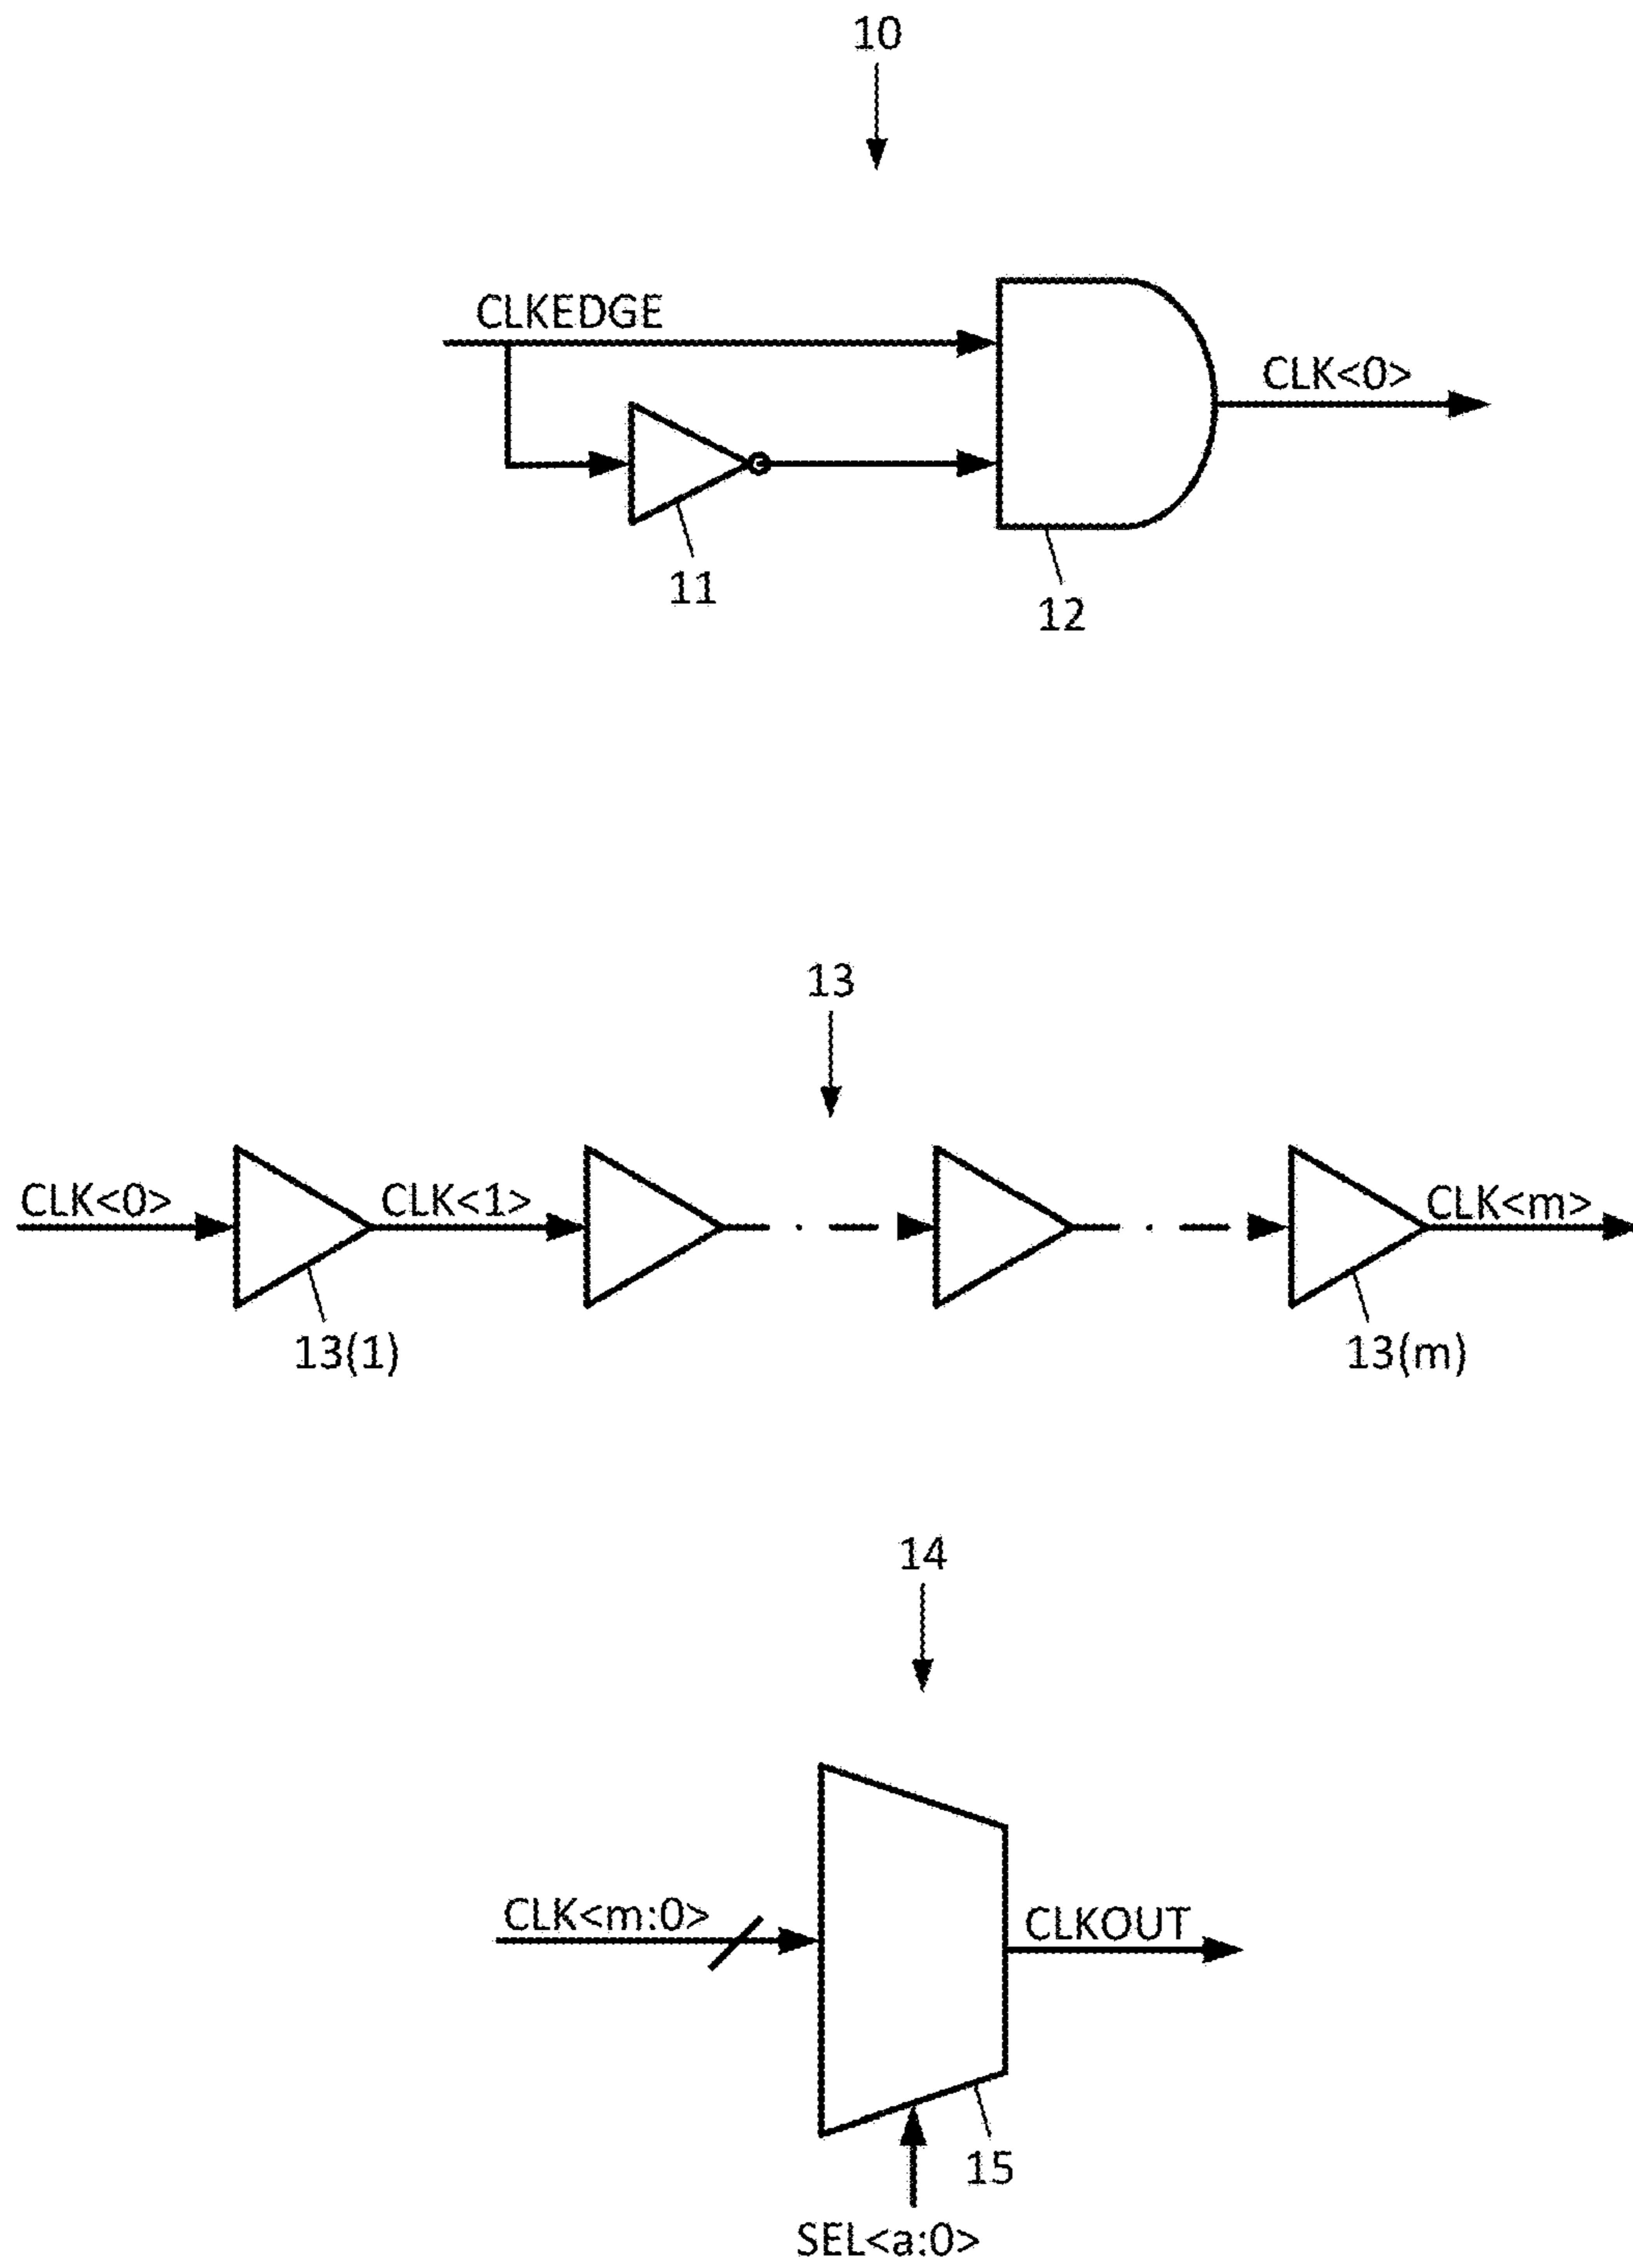 10
CLKEDGE
CLK<0>
11
12
13
CLK<0>
CLK<1>
CLK<m>
13(1)
13(m)
14
CLK<m:0>
CLKOUT
15
SEL<a:0>